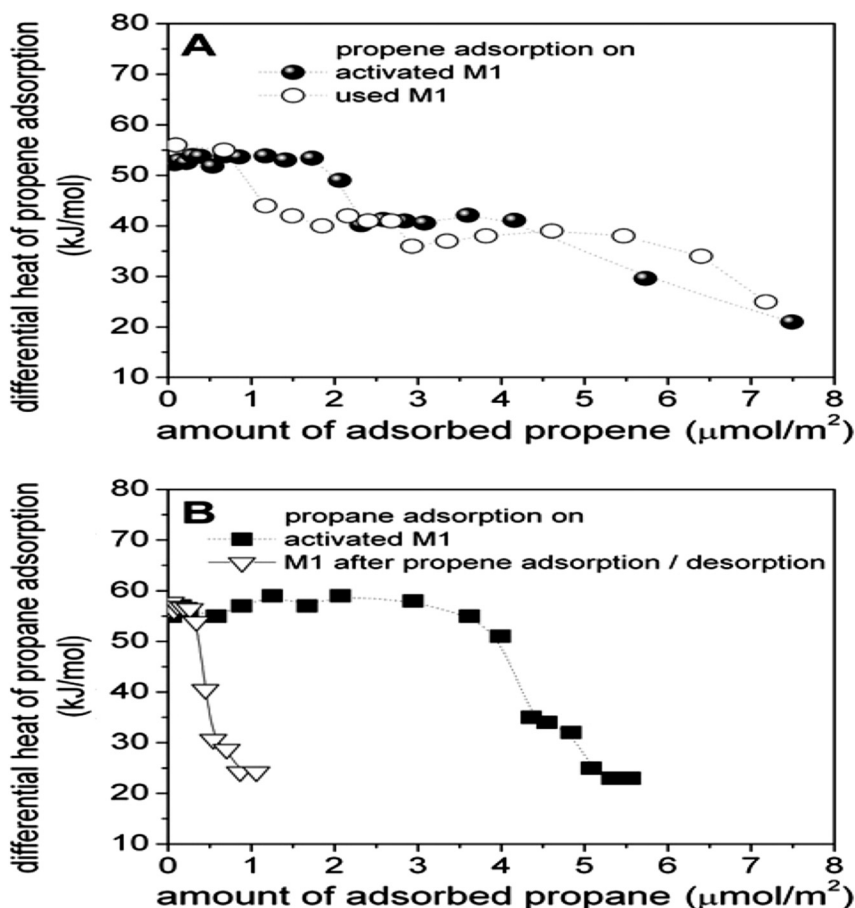 A
propene adsorption on
activated M1
used M1
differential heat of propene adsorption
(kJ/mol)
80
70
60
50
40
30
20
10
0 1 2 3 4 5 6 7 8
amount of adsorbed propene (μmol/m²)
B
propane adsorption on
activated M1
M1 after propene adsorption / desorption
differential heat of propane adsorption
(kJ/mol)
80
70
60
50
40
30
20
10
0 1 2 3 4 5 6 7 8
amount of adsorbed propane (μmol/m²)